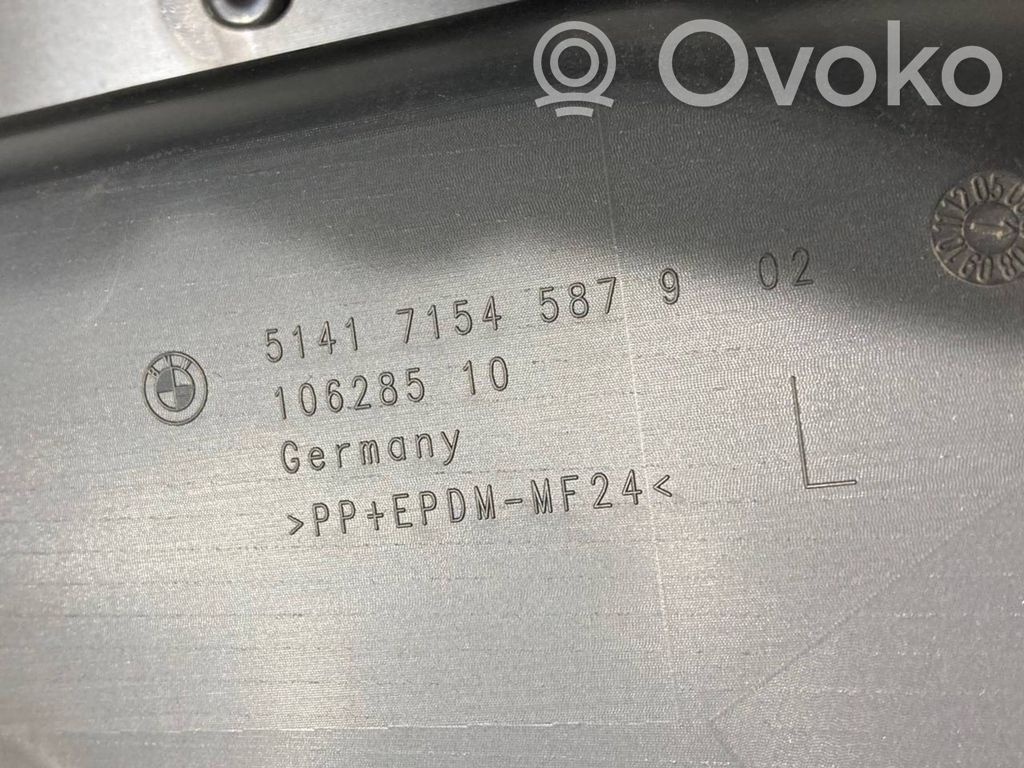 Ovoko
5141 7154 587 9 02
106285 10
Germany
>PP+EPDM-MF24<
L